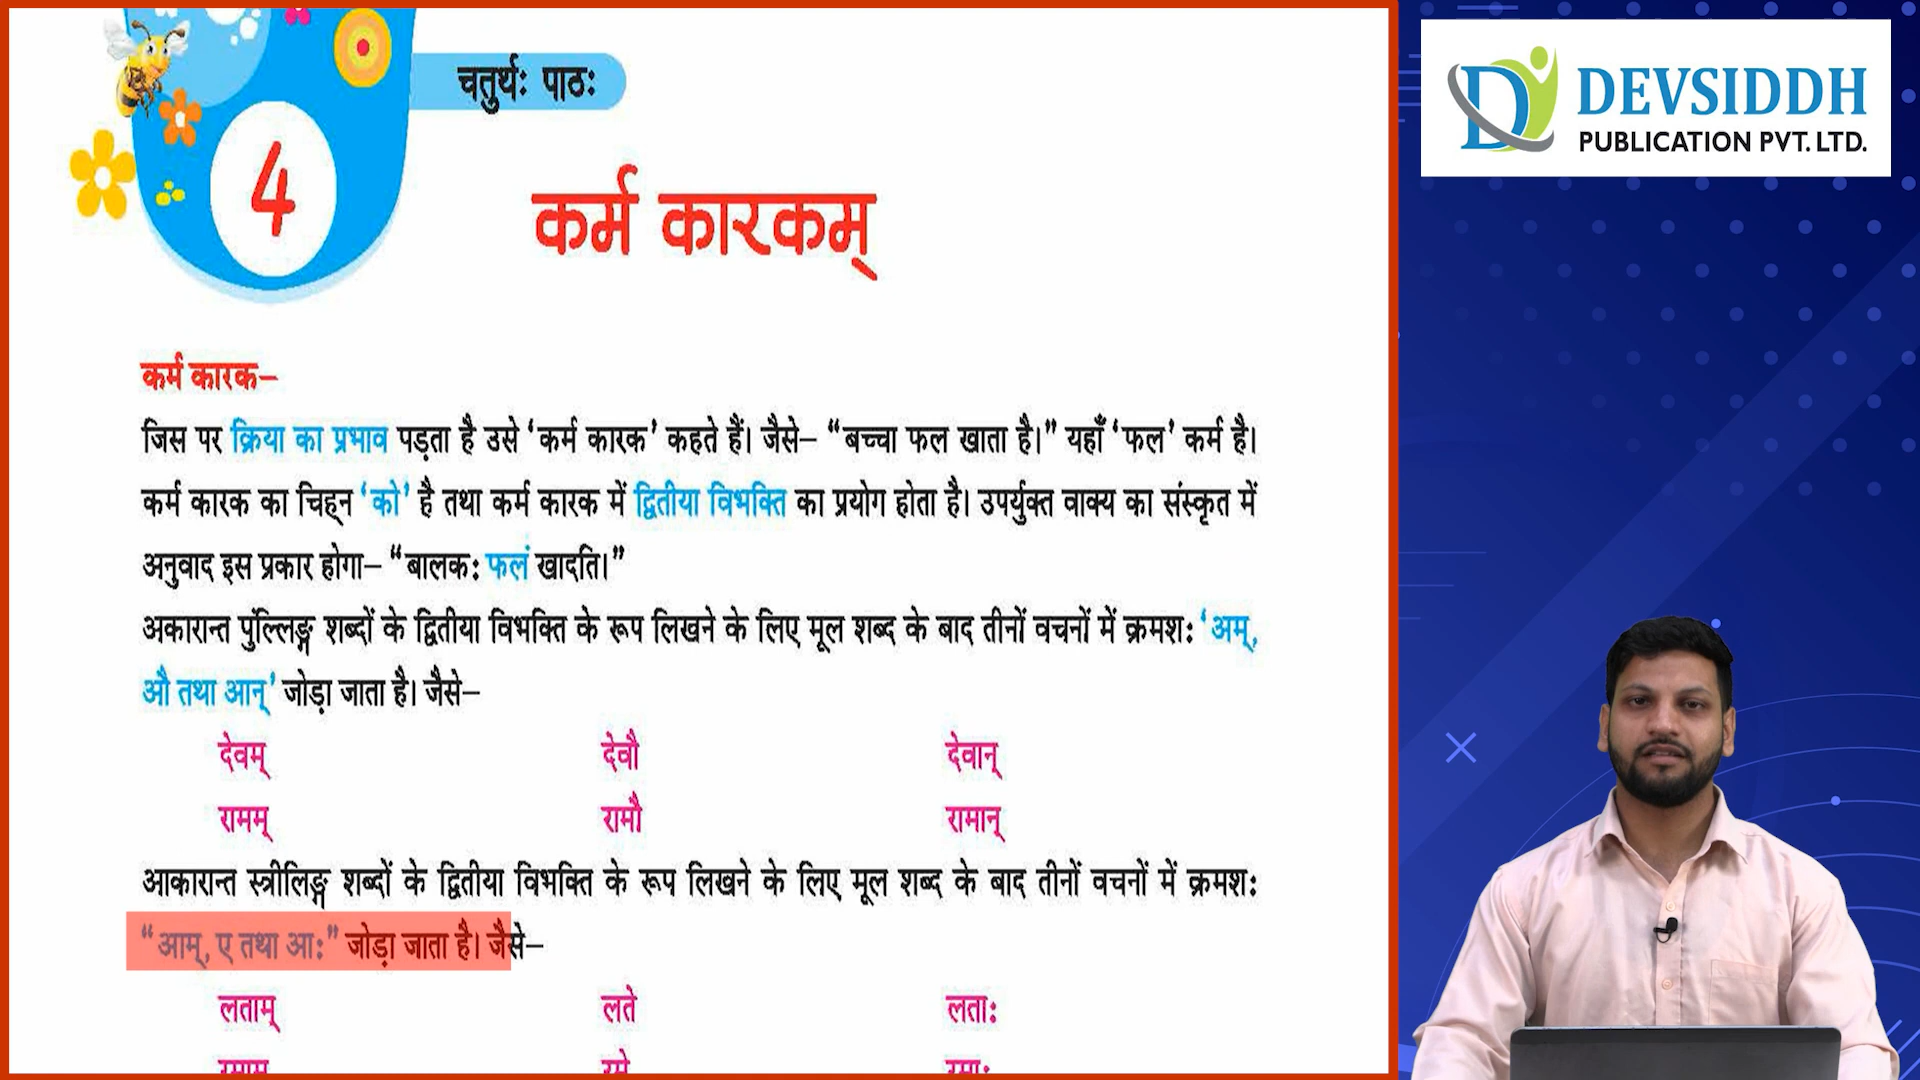 चतुर्थः पाठः
4
कर्म कारकम्
कर्म कारक–
जिस पर क्रिया का प्रभाव पड़ता है उसे ‘कर्म कारक’ कहते हैं। जैसे– “बच्चा फल खाता है।” यहाँ ‘फल’ कर्म है।
कर्म कारक का चिह्न ‘को’ है तथा कर्म कारक में द्वितीया विभक्ति का प्रयोग होता है। उपर्युक्त वाक्य का संस्कृत में
अनुवाद इस प्रकार होगा– “बालकः फलं खादति।”
अकारान्त पुंल्लिङ्ग शब्दों के द्वितीया विभक्ति के रूप लिखने के लिए मूल शब्द के बाद तीनों वचनों में क्रमशः ‘अम्,
औ तथा आन्’ जोड़ा जाता है। जैसे–
देवम् देवौ देवान्
रामम् रामौ रामान्
आकारान्त स्त्रीलिङ्ग शब्दों के द्वितीया विभक्ति के रूप लिखने के लिए मूल शब्द के बाद तीनों वचनों में क्रमशः
“आम्, ए तथा आः” जोड़ा जाता है। जैसे–
लताम् लते लताः
DEVSIDDH
PUBLICATION PVT. LTD.